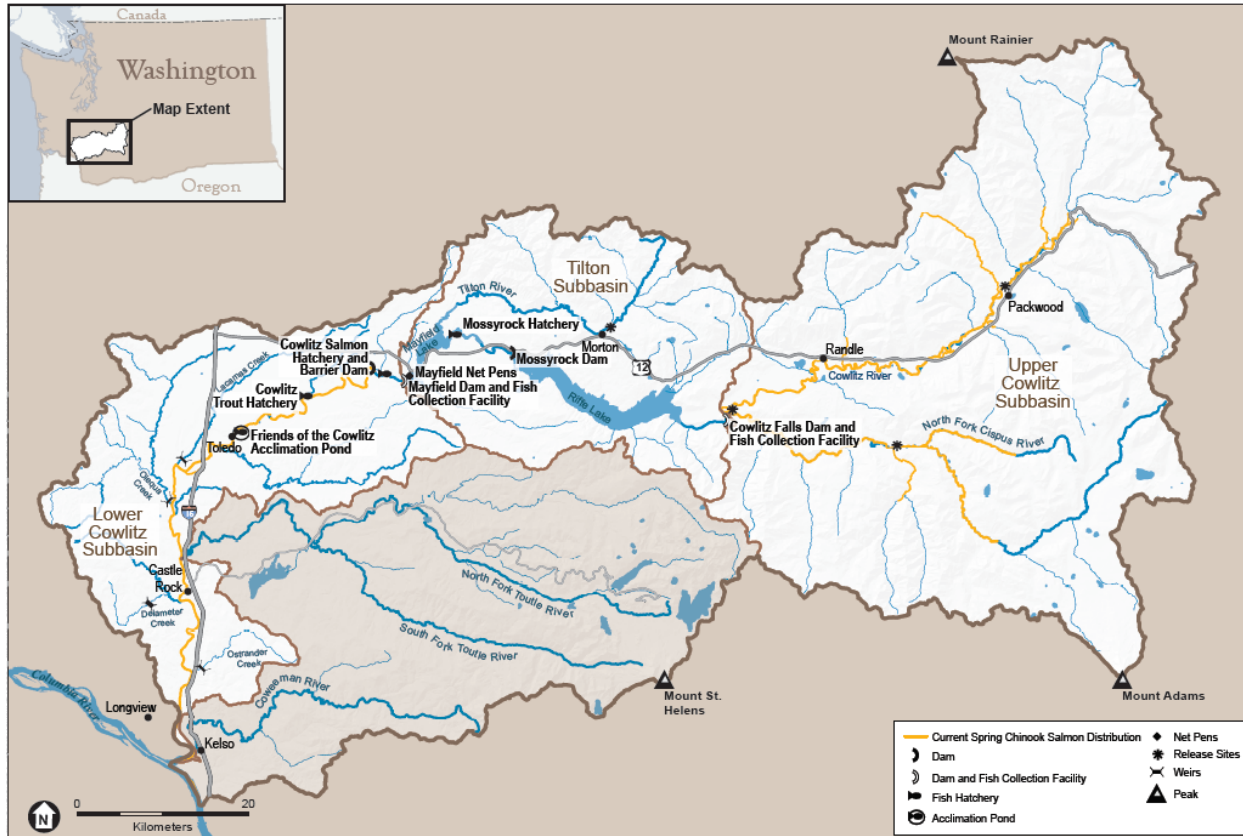 Canada
Washington
Map Extent
Oregon
Mount Rainier
Tilton
Subbasin
Tilton River
Mossyrock Hatchery
Morton
Mossyrock Dam
Mayfield
Lake
Cowlitz Salmon
Hatchery and
Barrier Dam
Lacamas Creek
Mayfield Net Pens
Mayfield Dam and Fish
Collection Facility
Cowlitz
Trout Hatchery
12
Riffe Lake
Randle
Cowlitz River
Packwood
Upper
Cowlitz
Subbasin
Cowlitz Falls Dam and
Fish Collection Facility
North Fork Cispus River
Friends of the Cowlitz
Acclimation Pond
Toledo
Olequa
Creek
Lower
Cowlitz
Subbasin
Castle
Rock
Delameter
Creek
Ostrander
Creek
North Fork Toutle River
South Fork Toutle River
Coweeman River
Columbia River
Longview
Kelso
Mount St.
Helens
Mount Adams
Current Spring Chinook Salmon Distribution
Dam
Dam and Fish Collection Facility
Fish Hatchery
Acclimation Pond
Net Pens
Release Sites
Weirs
Peak
N
0 20
Kilometers